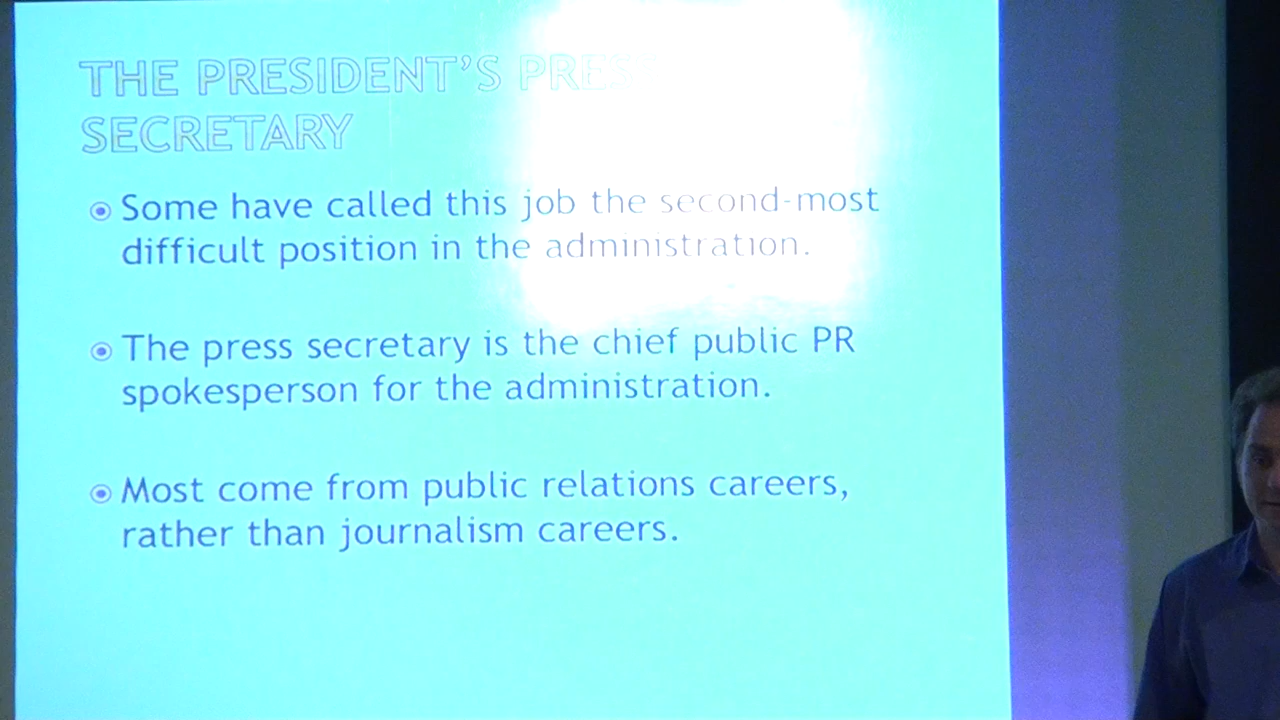 THE PRESIDENT'S PRESS
SECRETARY
Some have called this job the second-most
difficult position in the administration.
The press secretary is the chief public PR
spokesperson for the administration.
Most come from public relations careers,
rather than journalism careers.